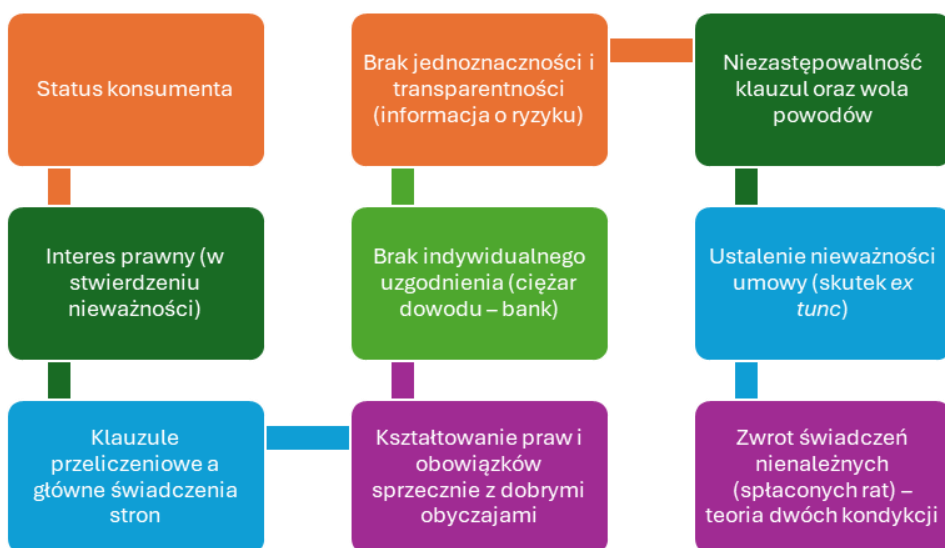 Status konsumenta
Interes prawny (w
stwierdzeniu
nieważności)
Klauzule
przeliczeniowe a
główne świadczenia
stron
Kształtowanie praw i
obowiązków
sprzecznie z dobrymi
obyczajami
Brak indywidualnego
uzgodnienia (ciężar
dowodu – bank)
Brak jednoznaczności i
transparentności
(informacja o ryzyku)
Niezastępowalność
klauzul oraz wola
powodów
Ustalenie nieważności
umowy (skutek ex
tunc)
Zwrot świadczeń
nienależnych
(spłaconych rat) –
teoria dwóch kondykcji